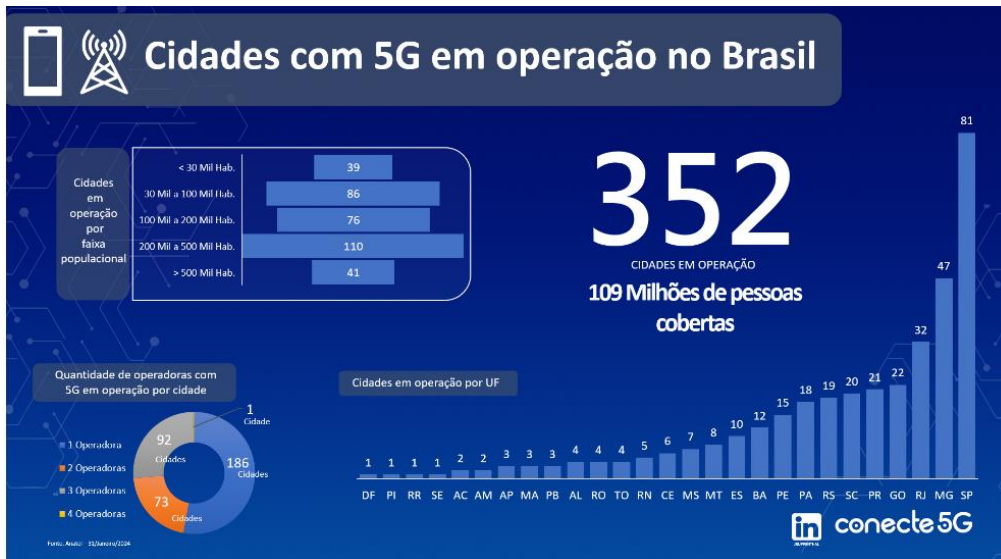 Cidades com 5G em operação no Brasil
Cidades
em
operação
por
faixa
populacional
< 30 Mil Hab.
39
30 Mil a 100 Mil Hab.
86
100 Mil a 200 Mil Hab.
76
200 Mil a 500 Mil Hab.
110
> 500 Mil Hab.
41
352
CIDADES EM OPERAÇÃO
109 Milhões de pessoas
cobertas
Quantidade de operadoras com
5G em operação por cidade
1 Operadora
2 Operadoras
3 Operadoras
4 Operadoras
1
Cidade
92
Cidades
186
Cidades
73
Cidades
Fonte: Anatel - 31/Janeiro/2024
Cidades em operação por UF
1 1 1 1 2 2 3 3 3 4 4 4 5 6 7 8 10 12 15 18 19 20 21 22 32 47 81
DF PI RR SE AC AM AP MA PB AL RO TO RN CE MS MT ES BA PE PA RS SC PR GO RJ MG SP
in
conecte 5G